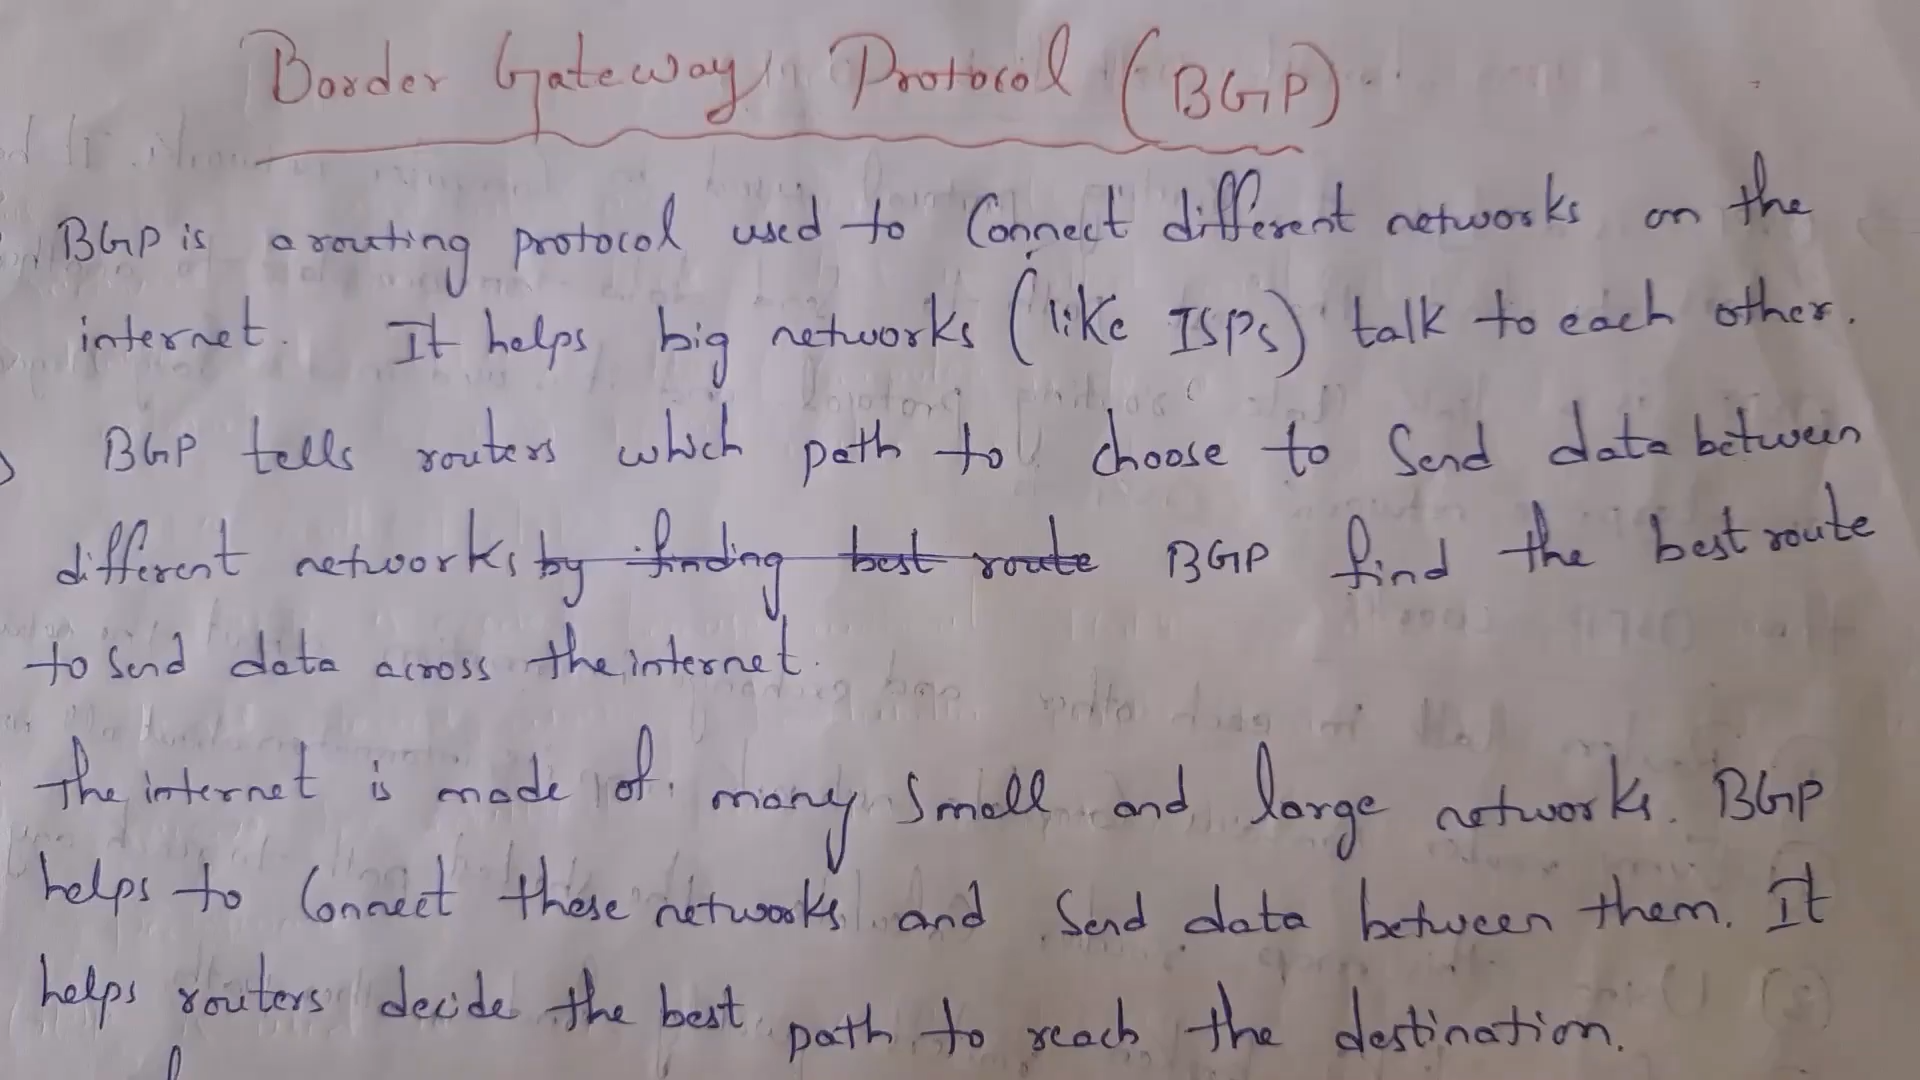 Border Gateway Protocol (BGP)
BGP is a routing protocol used to Connect different networks on the
internet. It helps big networks (like ISPs) talk to each other.
BGP tells routers which path to choose to Send data between
different networks by finding best route BGP find the best route
to Send data across the internet.
the internet is made of many Small and large networks. BGP
helps to Connect these networks and Send data between them. It
helps routers decide the best path to reach the destination.